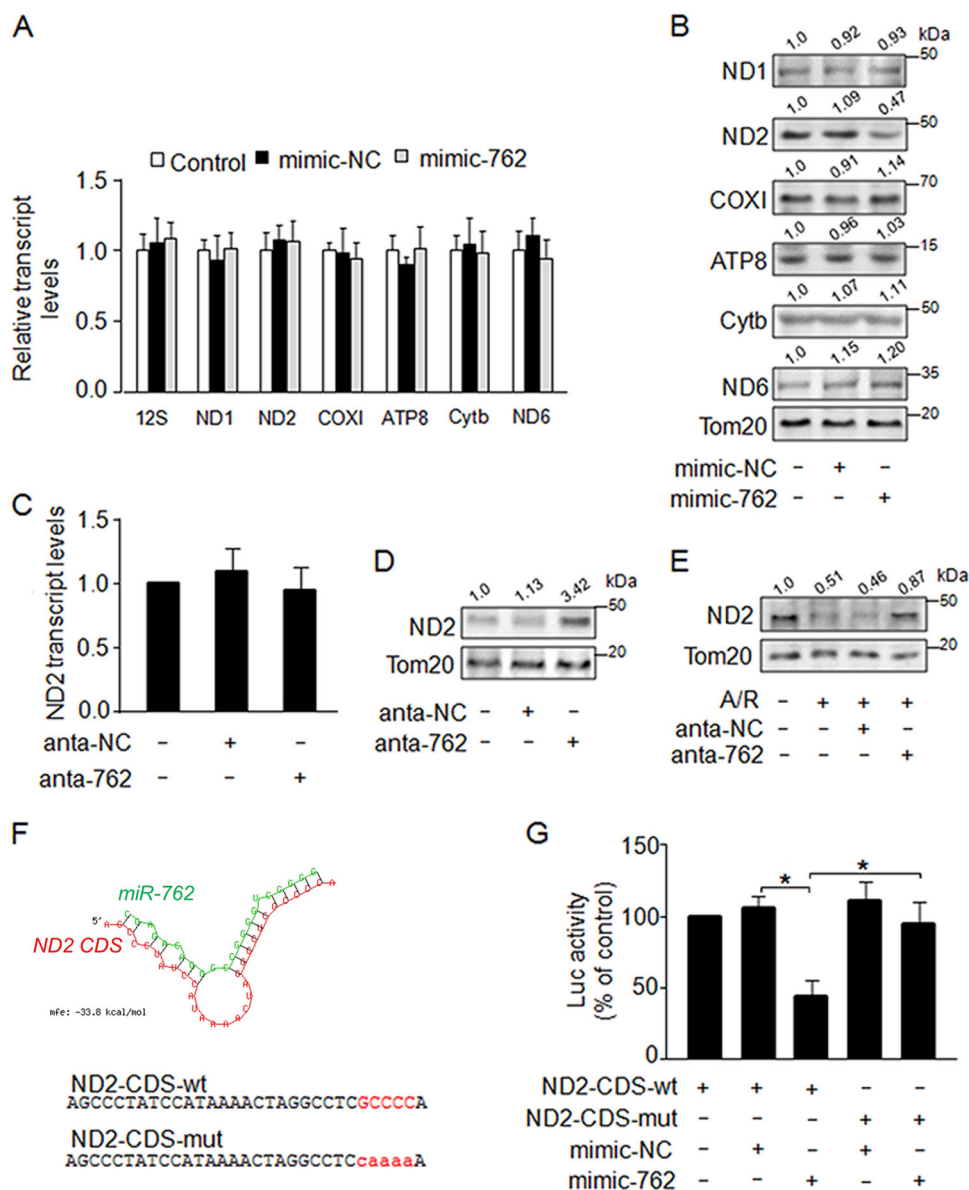 A
Control mimic-NC mimic-762
Relative transcript levels
1.5
1.0
0.5
0.0
12S ND1 ND2 COXI ATP8 Cytb ND6
B
kDa
1.0 0.92 0.93
ND1
50
1.0 1.09 0.47
ND2
50
1.0 0.91 1.14
COXI
70
1.0 0.96 1.03
ATP8
15
1.0 1.07 1.11
Cytb
50
1.0 1.15 1.20
ND6
35
Tom20
20
mimic-NC – + –
mimic-762 – – +
C
ND2 transcript levels
1.5
1.0
0.5
0.0
anta-NC – + –
anta-762 – – +
D
1.0 1.13 3.42 kDa
ND2
50
Tom20
20
anta-NC – + –
anta-762 – – +
E
1.0 0.51 0.46 0.87 kDa
ND2
50
Tom20
20
A/R – + + +
anta-NC – – + –
anta-762 – – – +
F
miR-762
5'
ND2 CDS
mfe: -33.8 kcal/mol
ND2-CDS-wt
AGCCCTATCCATAAAACTAGGCCTCGCCCCA
ND2-CDS-mut
AGCCCTATCCATAAAACTAGGCCTCcaaaaA
G
Luc activity
(% of control)
150
100
50
0
* *
ND2-CDS-wt + + + – –
ND2-CDS-mut – – – + +
mimic-NC – + – + –
mimic-762 – – + – +